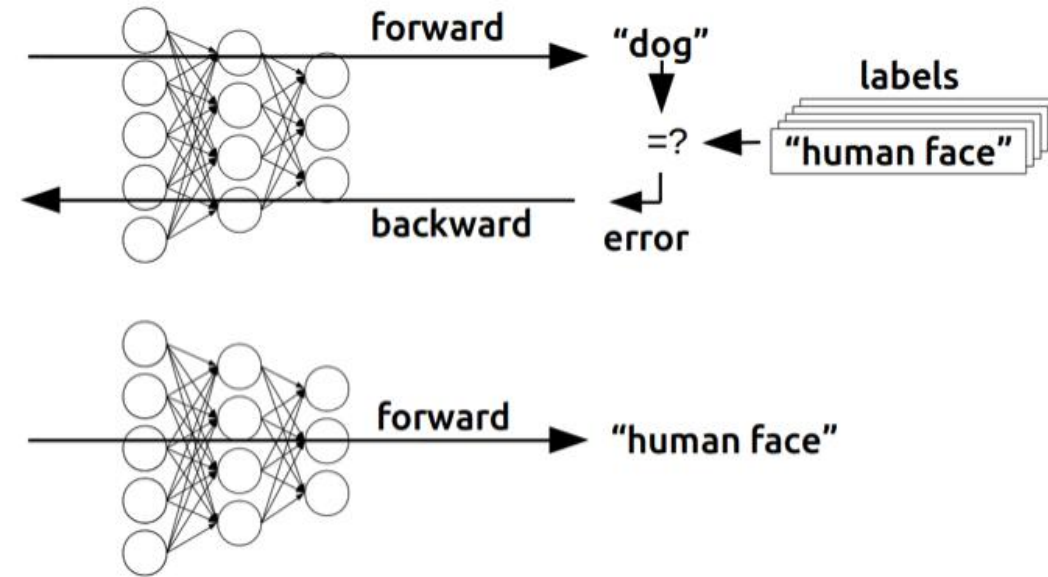 forward
“dog”
labels
=?
“human face”
backward
error
forward
“human face”